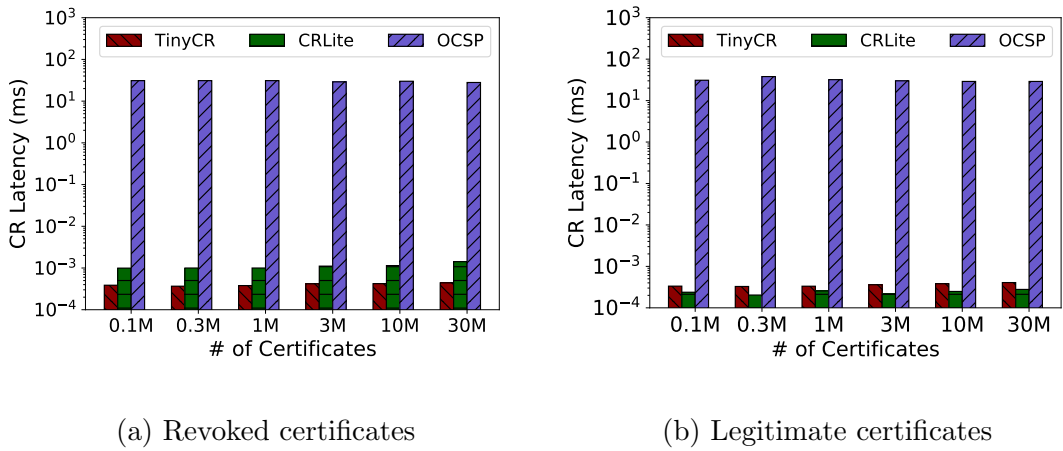 TinyCR CRLite OCSP
10³
10²
10¹
10⁰
10⁻¹
10⁻²
10⁻³
10⁻⁴
CR Latency (ms)
0.1M 0.3M 1M 3M 10M 30M
# of Certificates
(a) Revoked certificates
TinyCR CRLite OCSP
10³
10²
10¹
10⁰
10⁻¹
10⁻²
10⁻³
10⁻⁴
CR Latency (ms)
0.1M 0.3M 1M 3M 10M 30M
# of Certificates
(b) Legitimate certificates